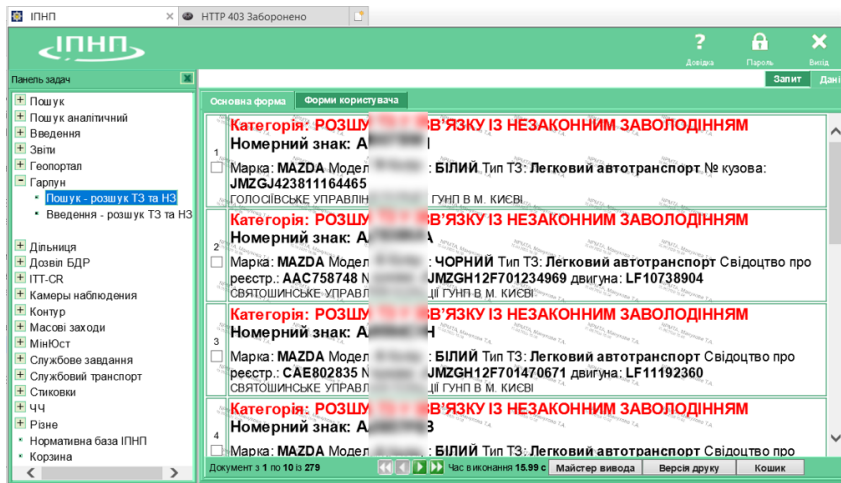 ІПНП
HTTP 403 Заборонено
ІПНП
Довідка
Пароль
Вихід
Панель задач
Запит
Дані
Пошук
Пошук аналітичний
Введення
Звіти
Геопортал
Гарпун
Пошук - розшук ТЗ та НЗ
Введення - розшук ТЗ та НЗ
Дільниця
Дозвіл БДР
ІТТ-CR
Камеры наблюдения
Контур
Масові заходи
МінЮст
Службове завдання
Службовий транспорт
Стиковки
ЧЧ
Різне
Нормативна база ІПНП
Корзина
Основна форма
Форми користувача
1
Категорія: РОЗШУ В'ЯЗКУ ІЗ НЕЗАКОННИМ ЗАВОЛОДІННЯМ
Номерний знак: А
Марка: MAZDA Модел : БІЛИЙ Тип ТЗ: Легковий автотранспорт № кузова:
JMZGJ423811164465
ГОЛОСІЇВСЬКЕ УПРАВЛІН ГУНП В М. КИЄВІ
2
Категорія: РОЗШУ В'ЯЗКУ ІЗ НЕЗАКОННИМ ЗАВОЛОДІННЯМ
Номерний знак: А А
Марка: MAZDA Модел : ЧОРНИЙ Тип ТЗ: Легковий автотранспорт Свідоцтво про
реєстр.: ААС758748 JMZGH12F701234969 двигуна: LF10738904
СВЯТОШИНСЬКЕ УПРАВЛ ЦІЇ ГУНП В М. КИЄВІ
3
Категорія: РОЗШУ В'ЯЗКУ ІЗ НЕЗАКОННИМ ЗАВОЛОДІННЯМ
Номерний знак: А Н
Марка: MAZDA Модел : БІЛИЙ Тип ТЗ: Легковий автотранспорт Свідоцтво про
реєстр.: САЕ802835 JMZGH12F701470671 двигуна: LF11192360
СВЯТОШИНСЬКЕ УПРАВЛ ЦІЇ ГУНП В М. КИЄВІ
4
Категорія: РОЗШУ В'ЯЗКУ ІЗ НЕЗАКОННИМ ЗАВОЛОДІННЯМ
Номерний знак: А В
Марка: MAZDA Модел : БІЛИЙ Тип ТЗ: Легковий автотранспорт Свідоцтво про
Документ з 1 по 10 із 279
Час виконання 15.99 с
Майстер вивода
Версія друку
Кошик